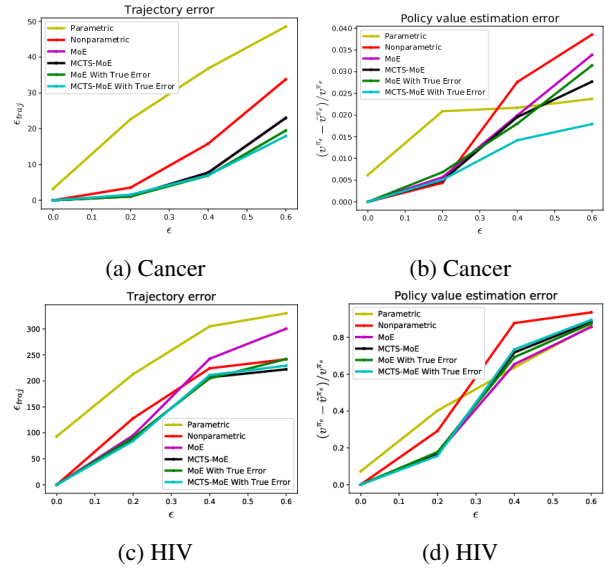 Trajectory error
Parametric
Nonparametric
MoE
MCTS-MoE
MoE With True Error
MCTS-MoE With True Error
50
40
30
20
10
0
ϵ_traj
0.0 0.1 0.2 0.3 0.4 0.5 0.6
ϵ
(a) Cancer
Policy value estimation error
Parametric
Nonparametric
MoE
MCTS-MoE
MoE With True Error
MCTS-MoE With True Error
0.040
0.035
0.030
0.025
0.020
0.015
0.010
0.005
0.000
(v^{π_e} − v̂^{π_e})/v^{π_e}
0.0 0.1 0.2 0.3 0.4 0.5 0.6
ϵ
(b) Cancer
Trajectory error
300
250
200
150
100
50
0
ϵ_traj
Parametric
Nonparametric
MoE
MCTS-MoE
MoE With True Error
MCTS-MoE With True Error
0.0 0.1 0.2 0.3 0.4 0.5 0.6
ϵ
(c) HIV
Policy value estimation error
Parametric
Nonparametric
MoE
MCTS-MoE
MoE With True Error
MCTS-MoE With True Error
0.8
0.6
0.4
0.2
0.0
(v^{π_e} − v̂^{π_e})/v^{π_e}
0.0 0.1 0.2 0.3 0.4 0.5 0.6
ϵ
(d) HIV